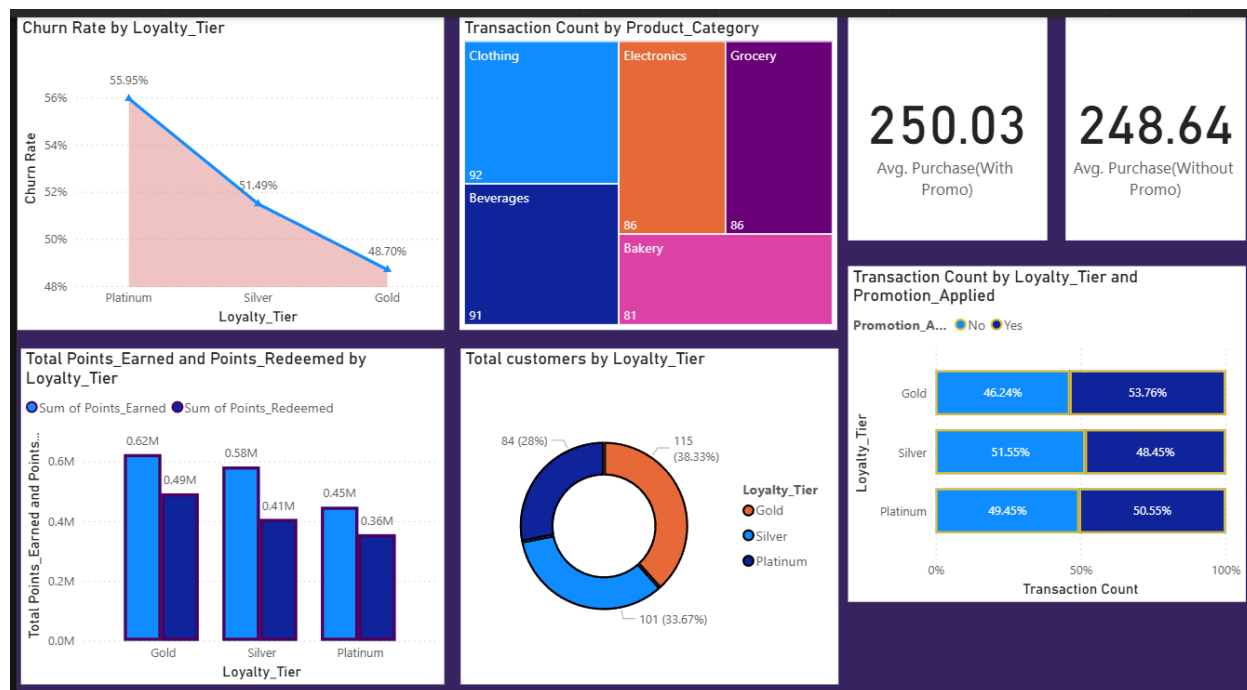 Churn Rate by Loyalty_Tier
55.95%
56%
54%
51.49%
52%
50%
48.70%
48%
Churn Rate
Platinum
Silver
Gold
Loyalty_Tier
Transaction Count by Product_Category
Clothing
92
Beverages
91
Electronics
86
Grocery
86
Bakery
81
250.03
Avg. Purchase(With
Promo)
248.64
Avg. Purchase(Without
Promo)
Total Points_Earned and Points_Redeemed by
Loyalty_Tier
Sum of Points_Earned
Sum of Points_Redeemed
Total Points_Earned and Points...
0.6M
0.4M
0.2M
0.0M
0.62M
0.49M
0.58M
0.41M
0.45M
0.36M
Gold
Silver
Platinum
Loyalty_Tier
Total customers by Loyalty_Tier
84 (28%)
115
(38.33%)
101 (33.67%)
Loyalty_Tier
Gold
Silver
Platinum
Transaction Count by Loyalty_Tier and
Promotion_Applied
Promotion_A...
No
Yes
Loyalty_Tier
Gold
46.24%
53.76%
Silver
51.55%
48.45%
Platinum
49.45%
50.55%
0%
50%
100%
Transaction Count